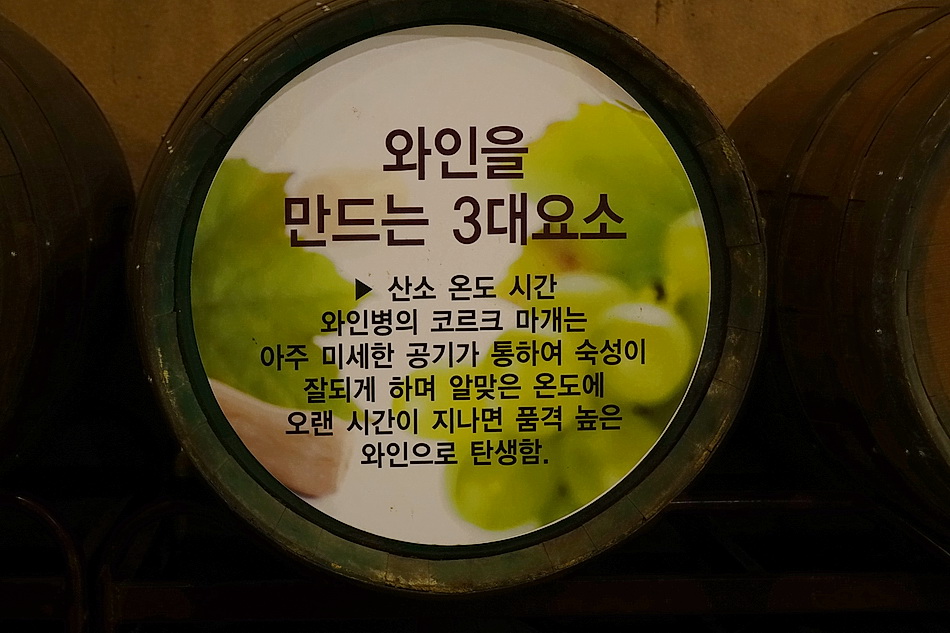 와인을
만드는 3대요소
▶ 산소 온도 시간
와인병의 코르크 마개는
아주 미세한 공기가 통하여 숙성이
잘되게 하며 알맞은 온도에
오랜 시간이 지나면 품격 높은
와인으로 탄생함.